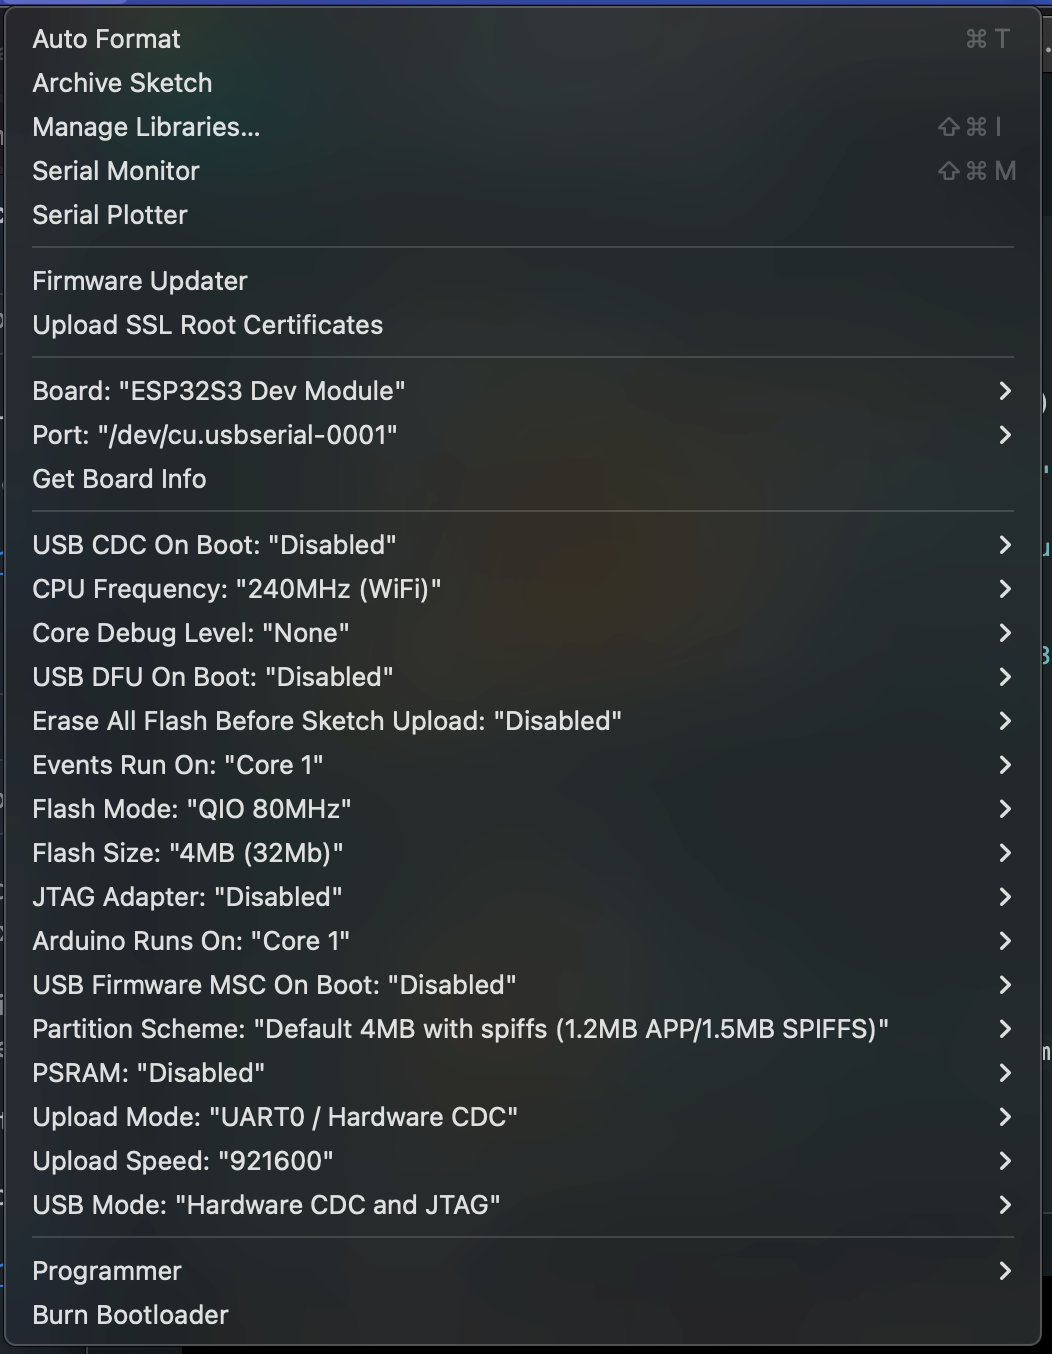 Auto Format ⌘ T
Archive Sketch
Manage Libraries... ⇧ ⌘ I
Serial Monitor ⇧ ⌘ M
Serial Plotter
Firmware Updater
Upload SSL Root Certificates
Board: "ESP32S3 Dev Module"
Port: "/dev/cu.usbserial-0001"
Get Board Info
USB CDC On Boot: "Disabled"
CPU Frequency: "240MHz (WiFi)"
Core Debug Level: "None"
USB DFU On Boot: "Disabled"
Erase All Flash Before Sketch Upload: "Disabled"
Events Run On: "Core 1"
Flash Mode: "QIO 80MHz"
Flash Size: "4MB (32Mb)"
JTAG Adapter: "Disabled"
Arduino Runs On: "Core 1"
USB Firmware MSC On Boot: "Disabled"
Partition Scheme: "Default 4MB with spiffs (1.2MB APP/1.5MB SPIFFS)"
PSRAM: "Disabled"
Upload Mode: "UART0 / Hardware CDC"
Upload Speed: "921600"
USB Mode: "Hardware CDC and JTAG"
Programmer
Burn Bootloader